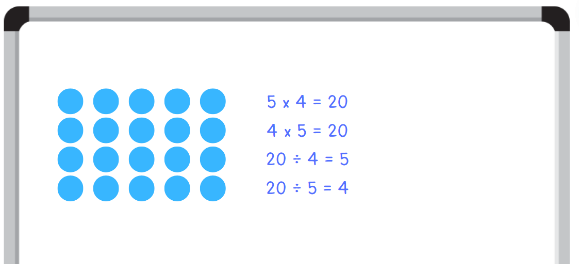 5 x 4 = 20
4 x 5 = 20
20 ÷ 4 = 5
20 ÷ 5 = 4